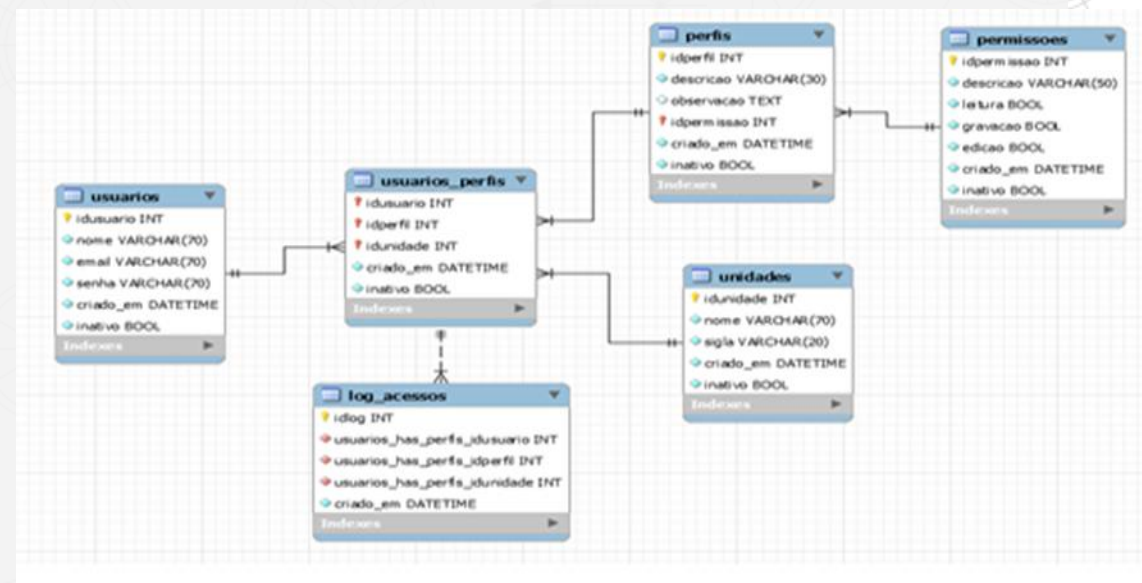 usuarios
idusuario INT
nome VARCHAR(70)
email VARCHAR(70)
senha VARCHAR(70)
criado_em DATETIME
inativo BOOL
Indexes
usuarios_perfis
idusuario INT
idperfil INT
idunidade INT
criado_em DATETIME
inativo BOOL
Indexes
log_acessos
idlog INT
usuarios_has_perfis_idusuario INT
usuarios_has_perfis_idperfil INT
usuarios_has_perfis_idunidade INT
criado_em DATETIME
Indexes
perfis
idperfil INT
descricao VARCHAR(30)
observacao TEXT
idpermissao INT
criado_em DATETIME
inativo BOOL
Indexes
unidades
idunidade INT
nome VARCHAR(70)
sigla VARCHAR(20)
criado_em DATETIME
inativo BOOL
Indexes
permissoes
idpermissao INT
descricao VARCHAR(50)
leitura BOOL
gravacao BOOL
edicao BOOL
criado_em DATETIME
inativo BOOL
Indexes